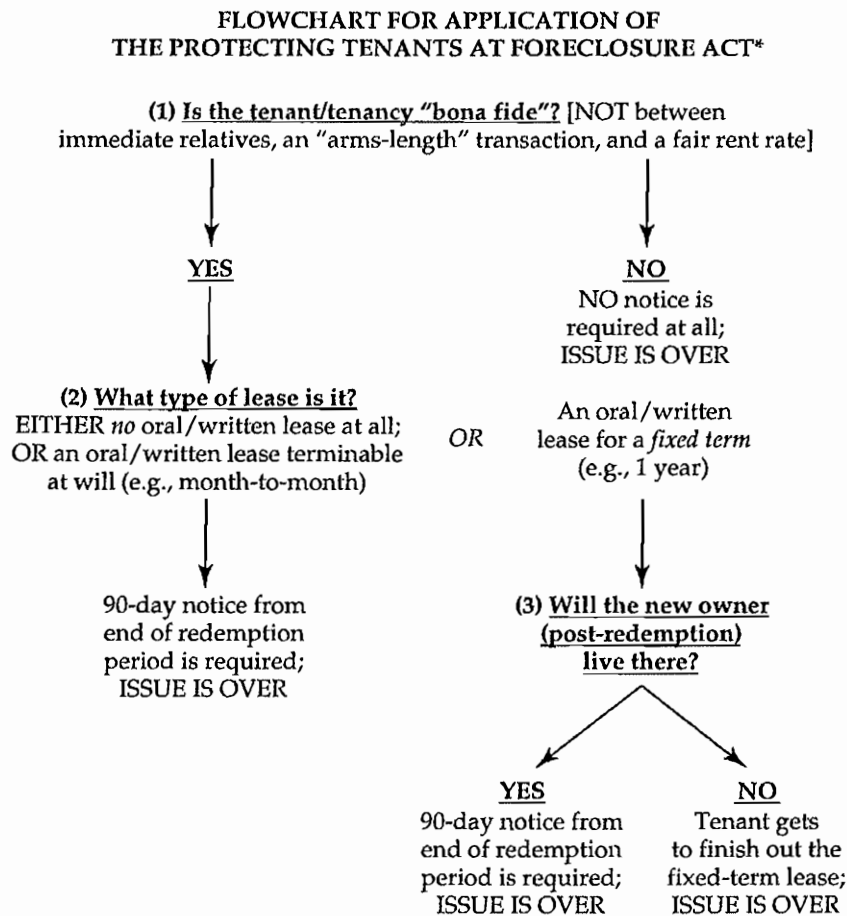 FLOWCHART FOR APPLICATION OF
THE PROTECTING TENANTS AT FORECLOSURE ACT*
(1) Is the tenant/tenancy "bona fide"? [NOT between
immediate relatives, an "arms-length" transaction, and a fair rent rate]
YES
NO
NO notice is
required at all;
ISSUE IS OVER
(2) What type of lease is it?
EITHER no oral/written lease at all;
OR an oral/written lease terminable
at will (e.g., month-to-month)
OR
An oral/written
lease for a fixed term
(e.g., 1 year)
90-day notice from
end of redemption
period is required;
ISSUE IS OVER
(3) Will the new owner
(post-redemption)
live there?
YES
90-day notice from
end of redemption
period is required;
ISSUE IS OVER
NO
Tenant gets
to finish out the
fixed-term lease;
ISSUE IS OVER